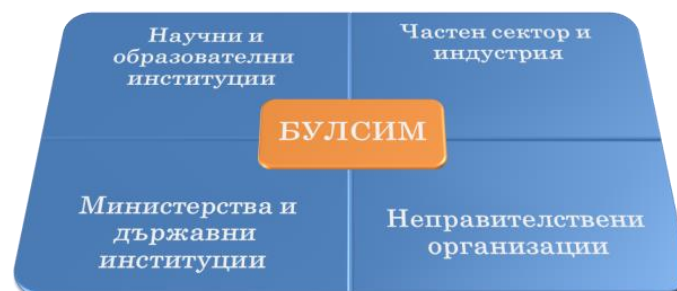 Научни и
образователни
институции
Частен сектор и
индустрия
БУЛСИМ
Министерства и
държавни
институции
Неправителствени
организации